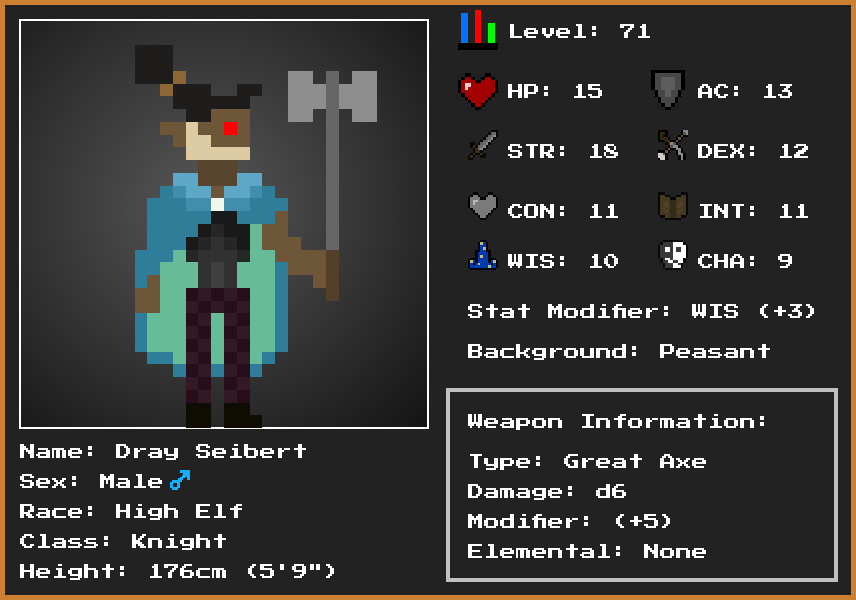 Level: 71
HP: 15 AC: 13
STR: 18 DEX: 12
CON: 11 INT: 11
WIS: 10 CHA: 9
Stat Modifier: WIS (+3)
Background: Peasant
Weapon Information:
Type: Great Axe
Damage: d6
Modifier: (+5)
Elemental: None
Name: Dray Seibert
Sex: Male♂
Race: High Elf
Class: Knight
Height: 176cm (5'9")